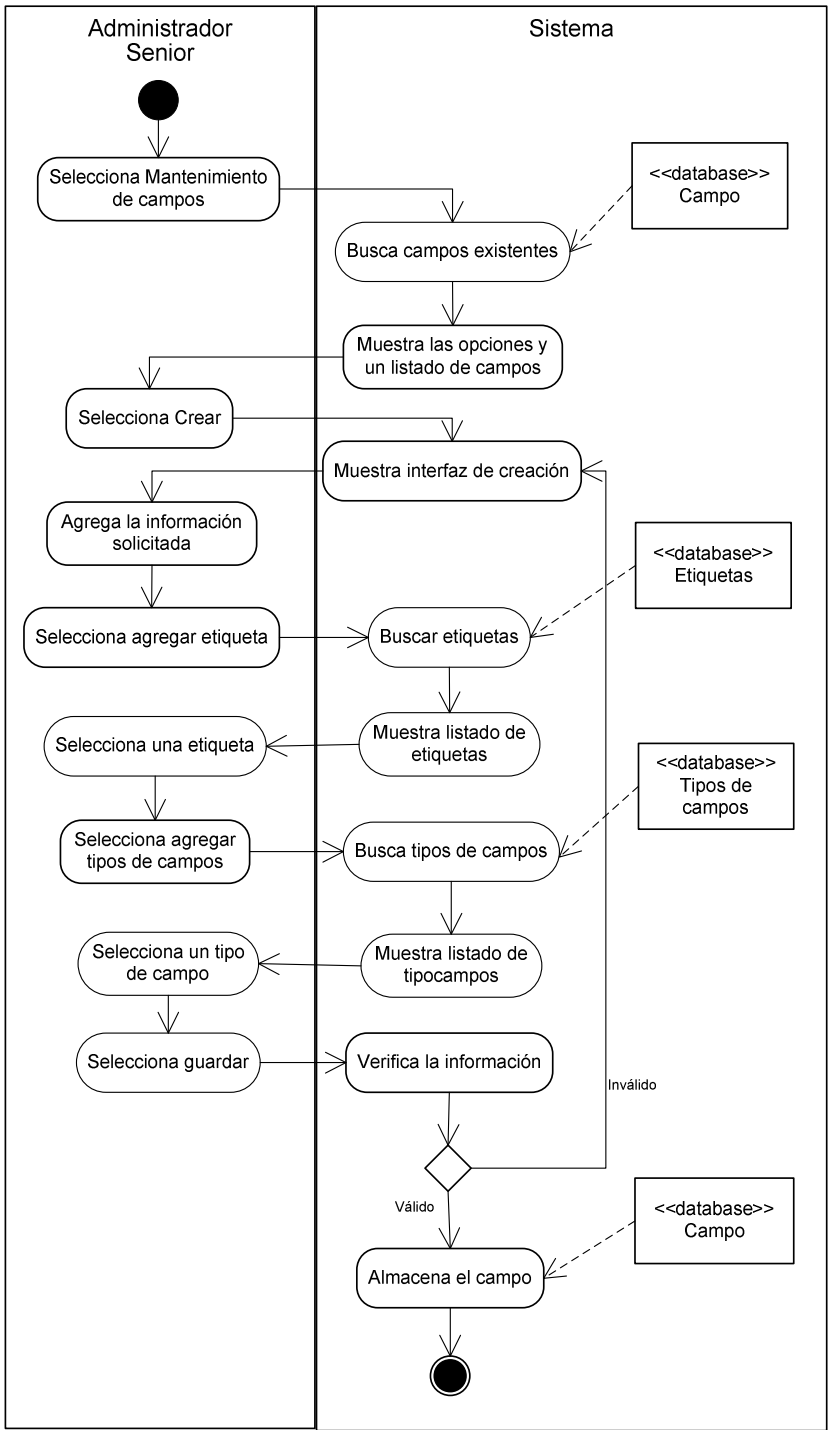 Administrador
Senior
Sistema
Selecciona Mantenimiento
de campos
<<database>>
Campo
Busca campos existentes
Muestra las opciones y
un listado de campos
Selecciona Crear
Muestra interfaz de creación
Agrega la información
solicitada
<<database>>
Etiquetas
Selecciona agregar etiqueta
Buscar etiquetas
Selecciona una etiqueta
Muestra listado de
etiquetas
<<database>>
Tipos de
campos
Selecciona agregar
tipos de campos
Busca tipos de campos
Selecciona un tipo
de campo
Muestra listado de
tipocampos
Selecciona guardar
Verifica la información
Inválido
Válido
<<database>>
Campo
Almacena el campo